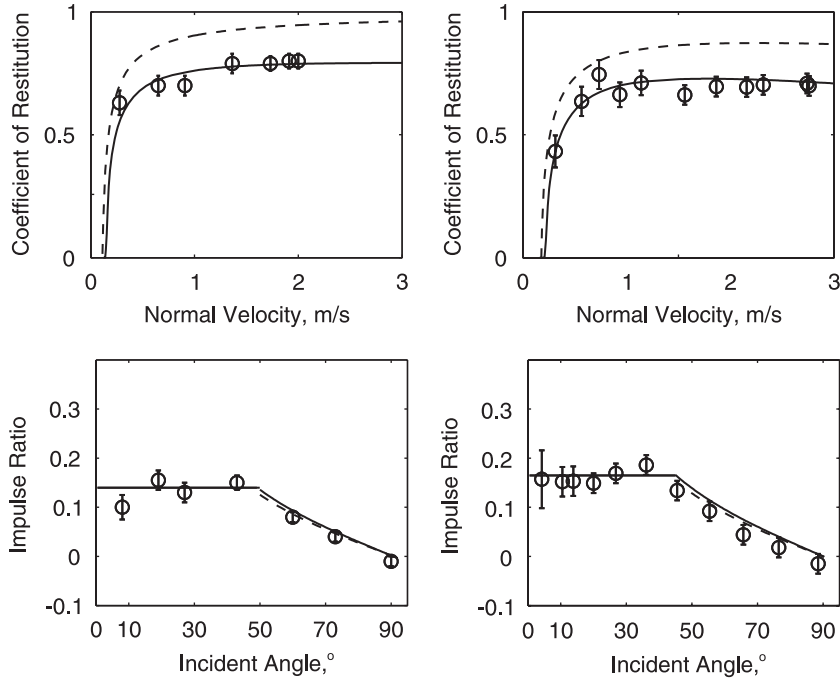 Coefficient of Restitution
1
0.5
0
0 1 2 3
Normal Velocity, m/s
Coefficient of Restitution
1
0.5
0
0 1 2 3
Normal Velocity, m/s
Impulse Ratio
0.3
0.2
0.1
0
-0.1
0 10 30 50 70 90
Incident Angle,°
Impulse Ratio
0.3
0.2
0.1
0
-0.1
0 10 30 50 70 90
Incident Angle,°